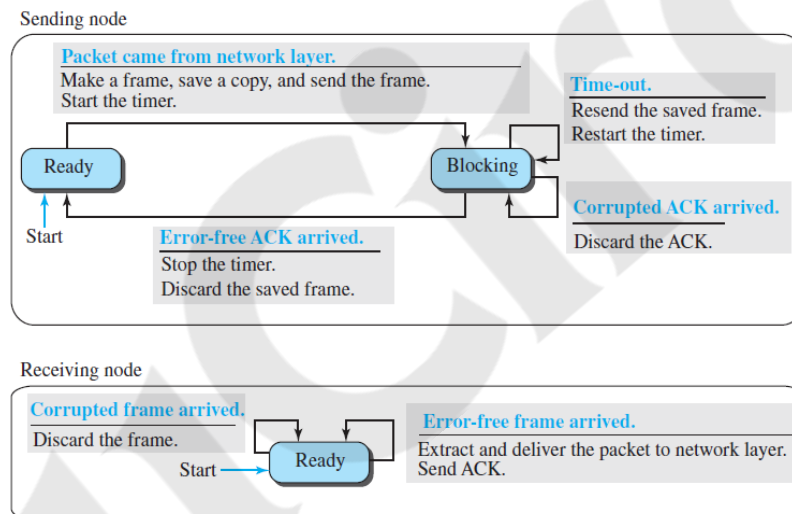 Sending node
Packet came from network layer.
Make a frame, save a copy, and send the frame.
Start the timer.
Time-out.
Resend the saved frame.
Restart the timer.
Ready
Blocking
Start
Error-free ACK arrived.
Stop the timer.
Discard the saved frame.
Corrupted ACK arrived.
Discard the ACK.
Receiving node
Corrupted frame arrived.
Discard the frame.
Start
Ready
Error-free frame arrived.
Extract and deliver the packet to network layer.
Send ACK.